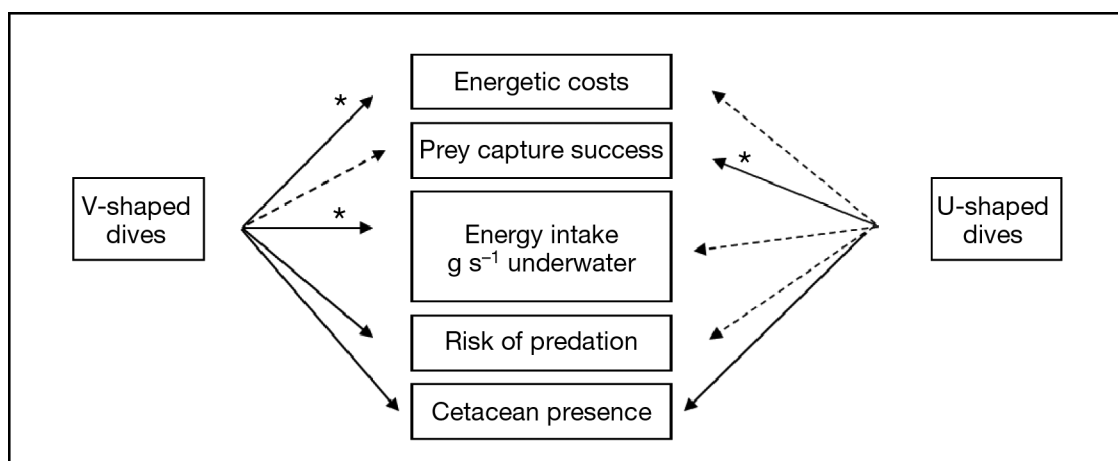 Energetic costs
*
Prey capture success
*
V-shaped
dives
*
Energy intake
g s⁻¹ underwater
U-shaped
dives
Risk of predation
Cetacean presence